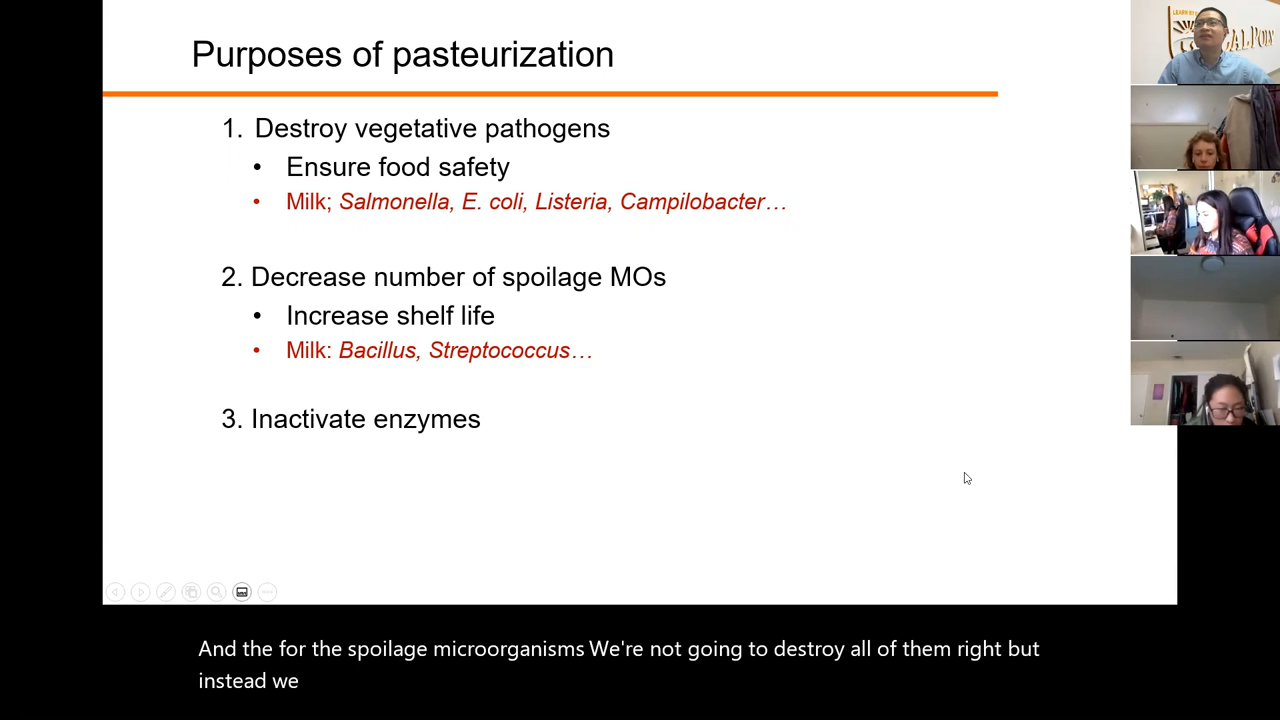 Purposes of pasteurization
1. Destroy vegetative pathogens
• Ensure food safety
• Milk; Salmonella, E. coli, Listeria, Campilobacter…
2. Decrease number of spoilage MOs
• Increase shelf life
• Milk: Bacillus, Streptococcus…
3. Inactivate enzymes
And the for the spoilage microorganisms We're not going to destroy all of them right but
instead we